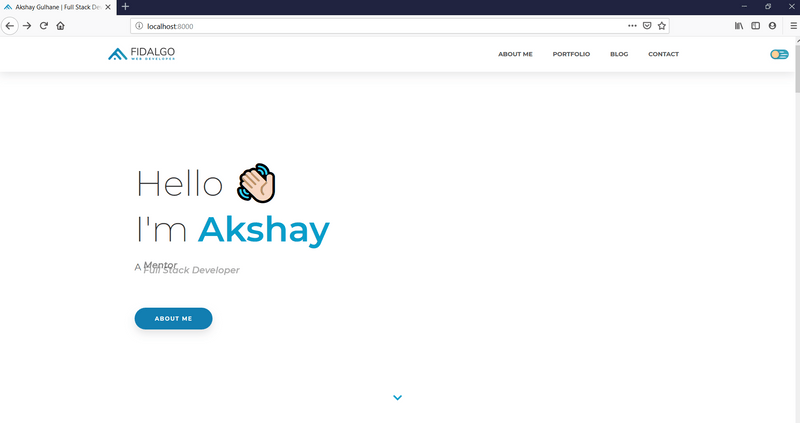 Akshay Gulhane | Full Stack De
localhost:8000
FIDALGO
WEB DEVELOPER
ABOUT ME
PORTFOLIO
BLOG
CONTACT
Hello
I'm Akshay
A Mentor
Full Stack Developer
ABOUT ME